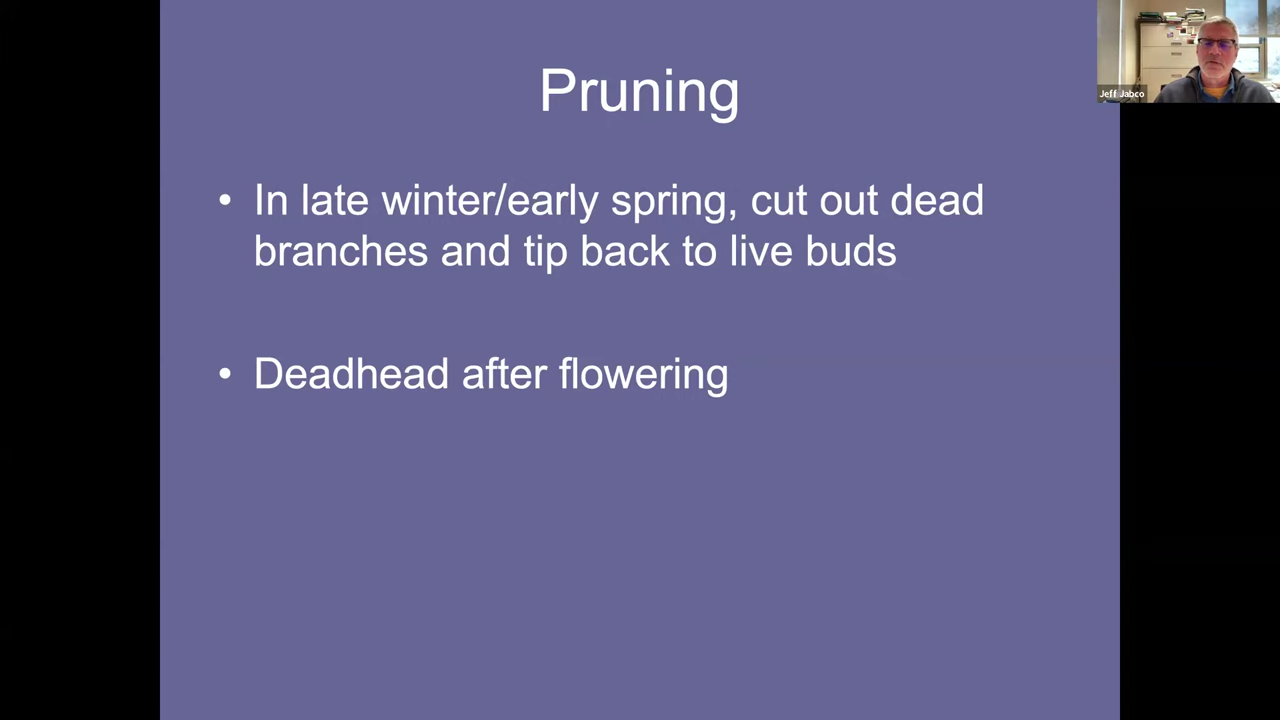 Pruning
• In late winter/early spring, cut out dead
branches and tip back to live buds
• Deadhead after flowering
Jeff Jabco